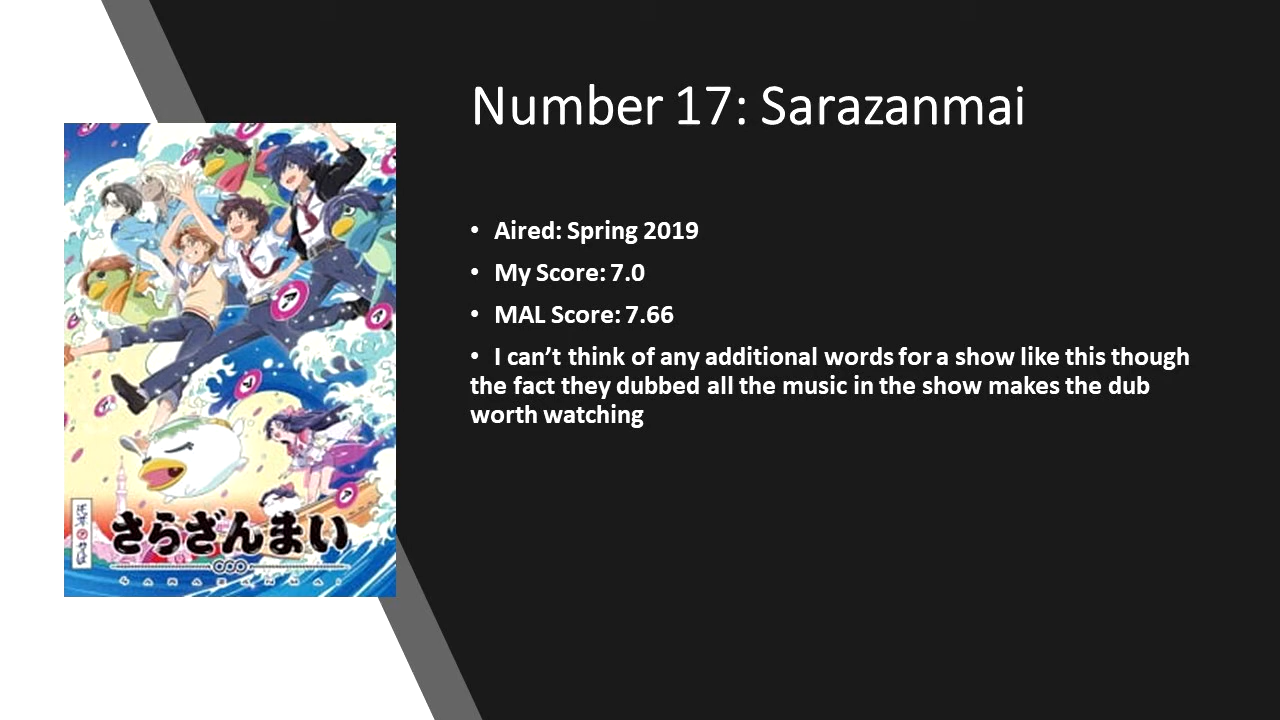 Number 17: Sarazanmai
• Aired: Spring 2019
• My Score: 7.0
• MAL Score: 7.66
• I can’t think of any additional words for a show like this though
the fact they dubbed all the music in the show makes the dub
worth watching
ア
さらざんまい
SARAZANMAI